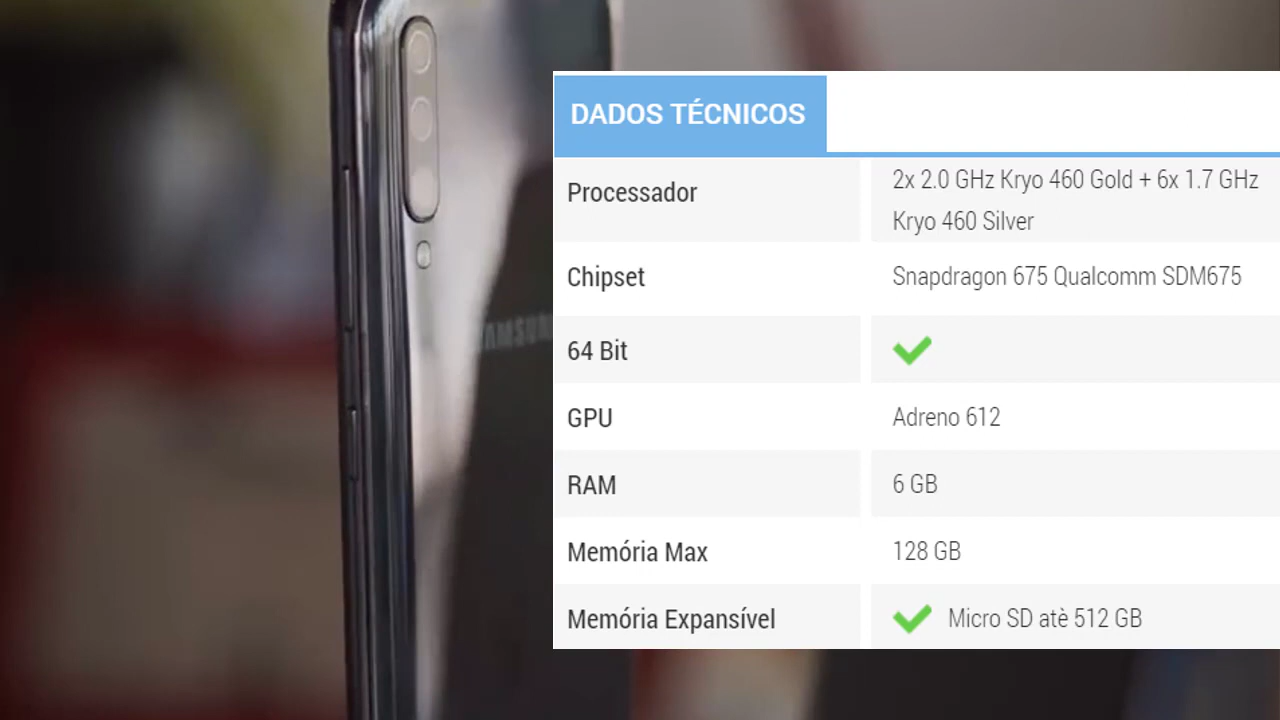 DADOS TÉCNICOS
Processador
2x 2.0 GHz Kryo 460 Gold + 6x 1.7 GHz
Kryo 460 Silver
Chipset
Snapdragon 675 Qualcomm SDM675
64 Bit
GPU
Adreno 612
RAM
6 GB
Memória Max
128 GB
Memória Expansível
Micro SD atè 512 GB